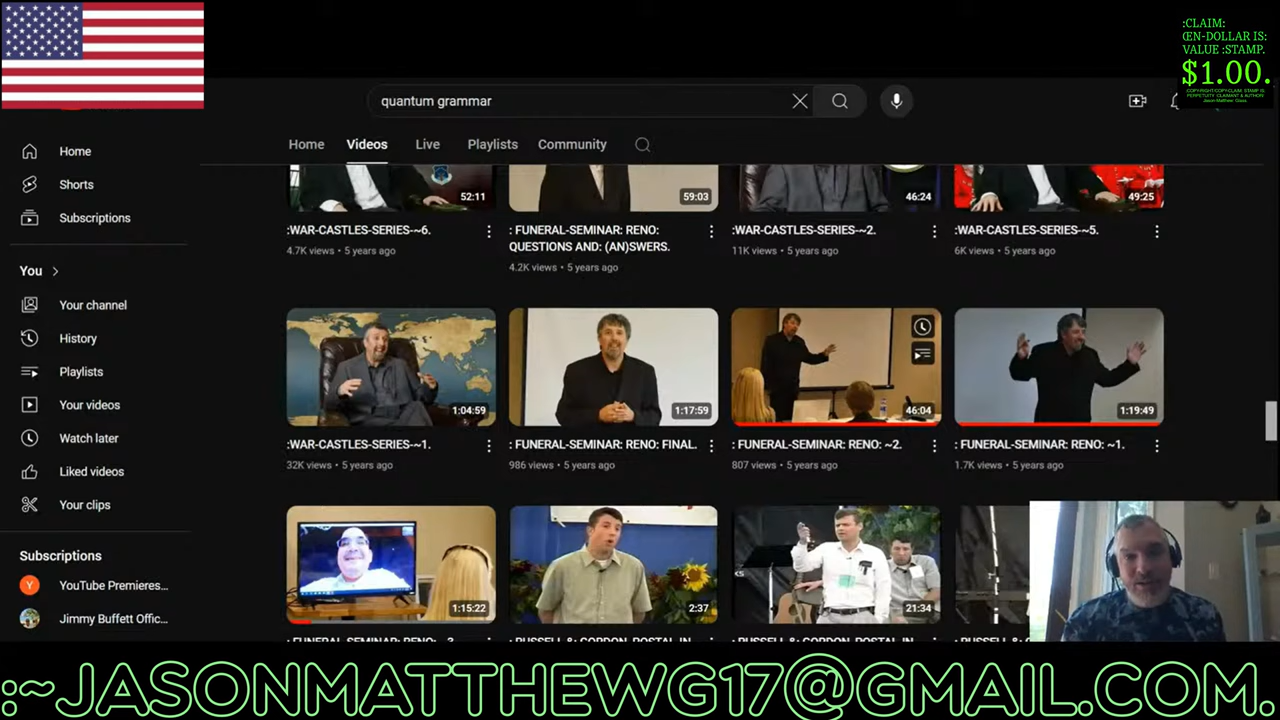 :CLAIM:
ŒN-DOLLAR IS:
VALUE :STAMP.
$1.00.
quantum grammar
Home
Videos
Live
Playlists
Community
Home
Shorts
Subscriptions
You
Your channel
History
Playlists
Your videos
Watch later
Liked videos
Your clips
Subscriptions
YouTube Premieres...
Jimmy Buffett Offic...
52:11
59:03
46:24
49:25
:WAR-CASTLES-SERIES-~6.
4.7K views • 5 years ago
: FUNERAL-SEMINAR: RENO:
QUESTIONS AND: (AN)SWERS.
4.2K views • 5 years ago
:WAR-CASTLES-SERIES-~2.
11K views • 5 years ago
:WAR-CASTLES-SERIES-~5.
6K views • 5 years ago
1:04:59
1:17:59
46:04
1:19:49
:WAR-CASTLES-SERIES-~1.
32K views • 5 years ago
: FUNERAL-SEMINAR: RENO: FINAL.
986 views • 5 years ago
: FUNERAL-SEMINAR: RENO: ~2.
807 views • 5 years ago
: FUNERAL-SEMINAR: RENO: ~1.
1.7K views • 5 years ago
1:15:22
2:37
21:34
:~JASONMATTHEWG17@GMAIL.COM.